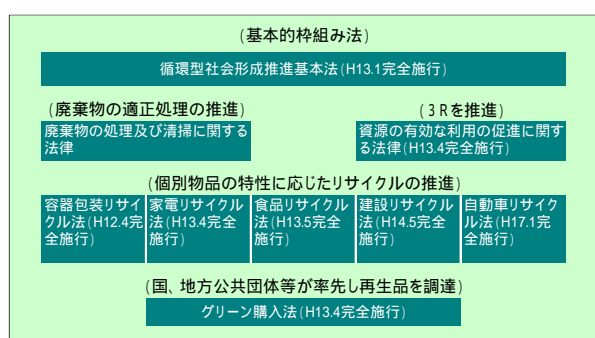 (基本的枠組み法)
循環型社会形成推進基本法(H13.1完全施行)
(廃棄物の適正処理の推進)
(3Rを推進)
廃棄物の処理及び清掃に関する
法律
資源の有効な利用の促進に関す
る法律(H13.4完全施行)
(個別物品の特性に応じたリサイクルの推進)
容器包装リサイ
クル法(H12.4完
全施行)
家電リサイクル
法(H13.4完全
施行)
食品リサイクル
法(H13.5完全
施行)
建設リサイクル
法(H14.5完全
施行)
自動車リサイク
ル法(H17.1完
全施行)
(国、地方公共団体等が率先し再生品を調達)
グリーン購入法(H13.4完全施行)